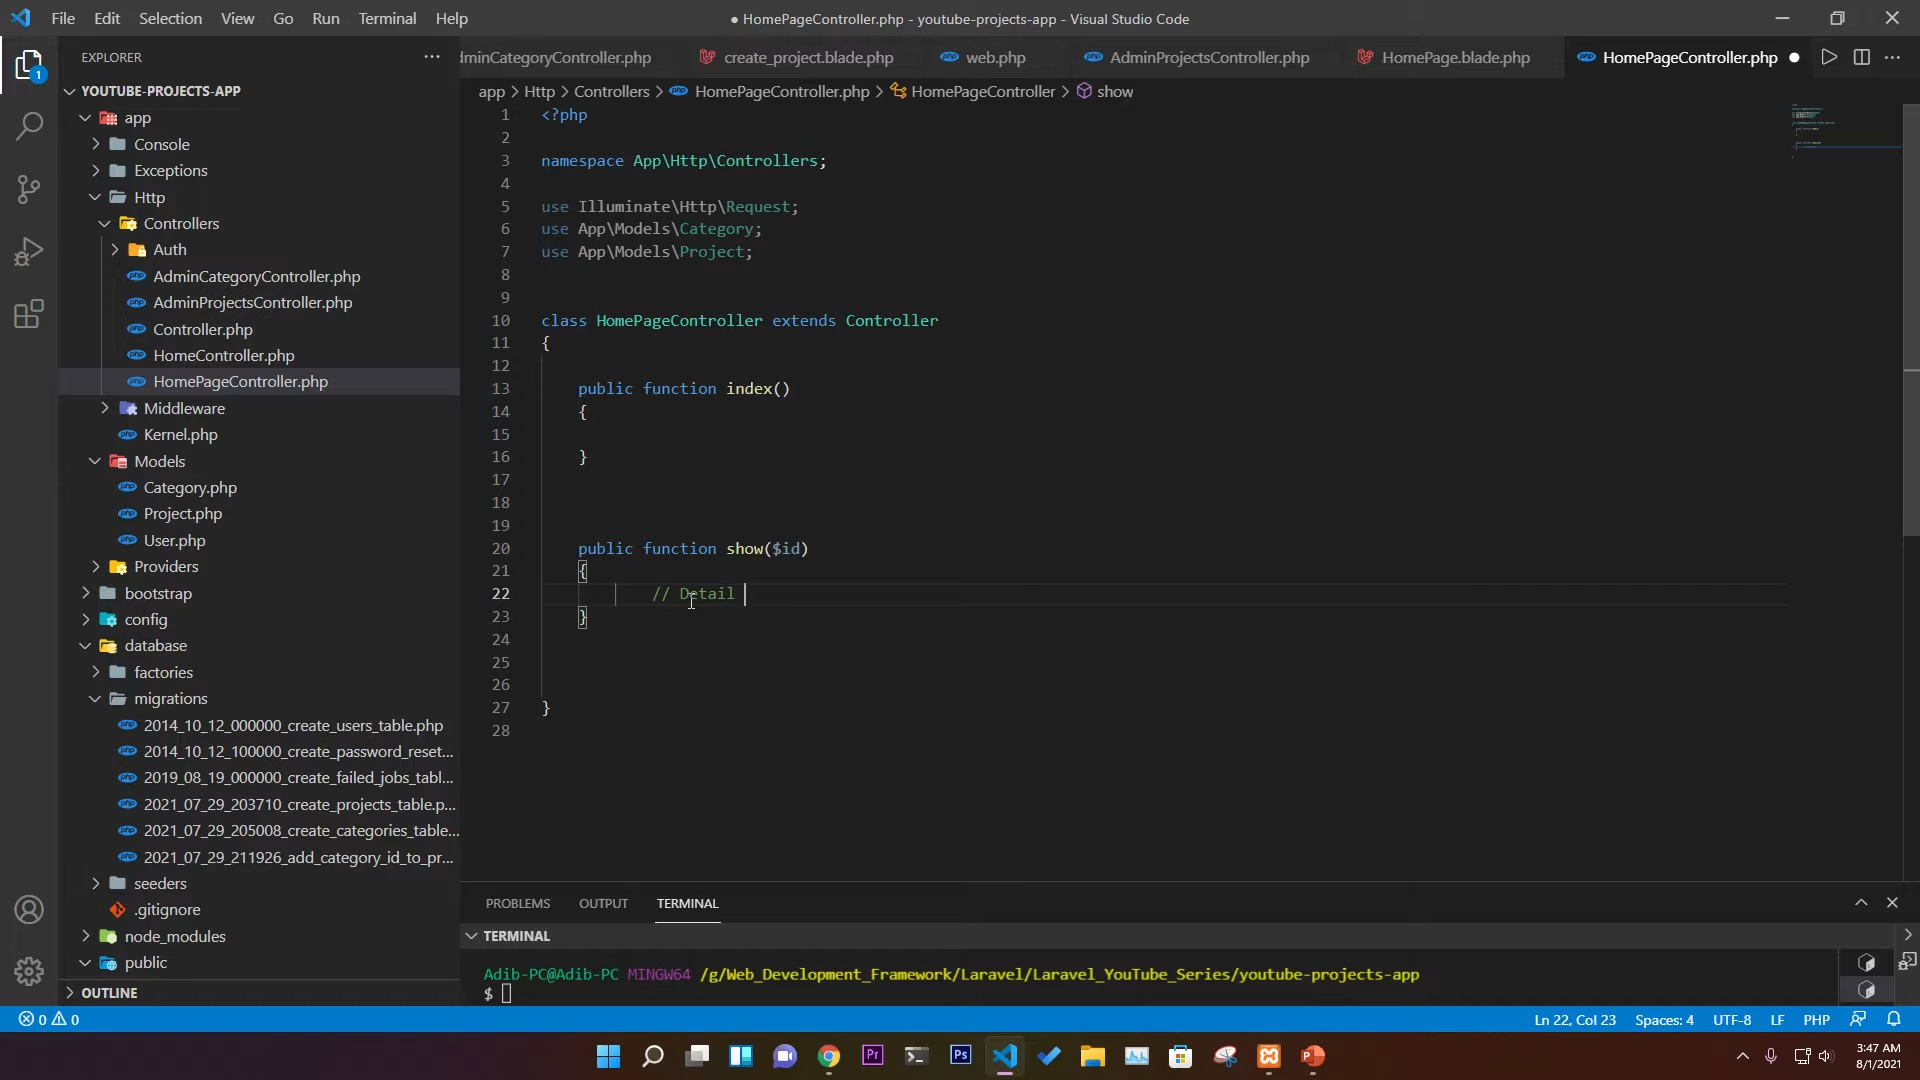 File Edit Selection View Go Run Terminal Help
● HomePageController.php - youtube-projects-app - Visual Studio Code
EXPLORER
YOUTUBE-PROJECTS-APP
app
Console
Exceptions
Http
Controllers
Auth
AdminCategoryController.php
AdminProjectsController.php
Controller.php
HomeController.php
HomePageController.php
Middleware
Kernel.php
Models
Category.php
Project.php
User.php
Providers
bootstrap
config
database
factories
migrations
2014_10_12_000000_create_users_table.php
2014_10_12_100000_create_password_reset...
2019_08_19_000000_create_failed_jobs_tabl...
2021_07_29_203710_create_projects_table.p...
2021_07_29_205008_create_categories_table...
2021_07_29_211926_add_category_id_to_pr...
seeders
.gitignore
node_modules
public
OUTLINE
dminCategoryController.php create_project.blade.php web.php AdminProjectsController.php HomePage.blade.php HomePageController.php
app > Http > Controllers > HomePageController.php > HomePageController > show
1 <?php
2
3 namespace App\Http\Controllers;
4
5 use Illuminate\Http\Request;
6 use App\Models\Category;
7 use App\Models\Project;
8
9
10 class HomePageController extends Controller
11 {
12
13 public function index()
14 {
15
16 }
17
18
19
20 public function show($id)
21 {
22 // Detail
23 }
24
25
26
27 }
28
PROBLEMS OUTPUT TERMINAL
TERMINAL
Adib-PC@Adib-PC MINGW64 /g/Web_Development_Framework/Laravel/Laravel_YouTube_Series/youtube-projects-app
$
0 0
Ln 22, Col 23 Spaces: 4 UTF-8 LF PHP
1
Pr
Ps
3:47 AM
8/1/2021